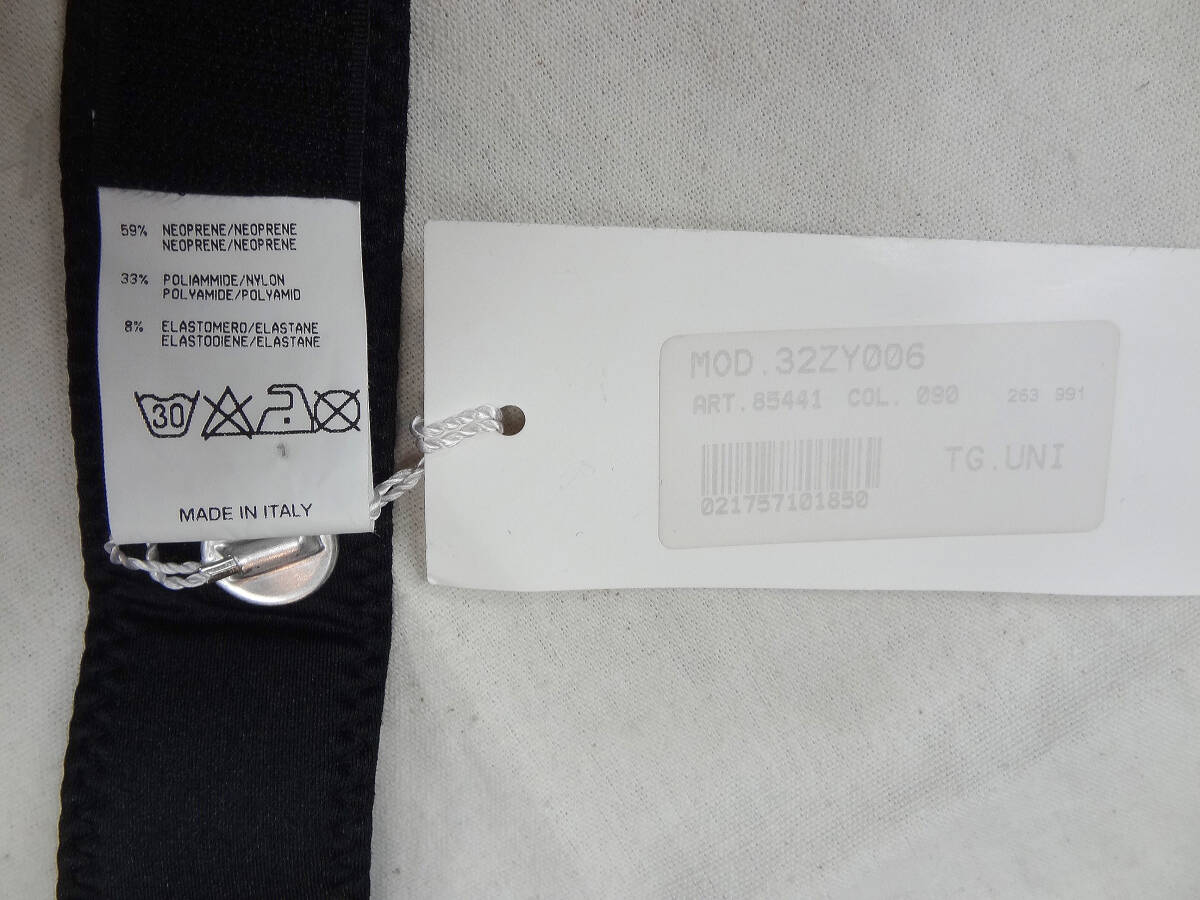 59% NEOPRENE/NEOPRENE
NEOPRENE/NEOPRENE
33% POLIAMMIDE/NYLON
POLYAMIDE/POLYAMID
8% ELASTOMERO/ELASTANE
ELASTODIENE/ELASTANE
30
MADE IN ITALY
MOD.32ZY006
ART.85441 COL. 090 263 991
TG.UNI
021757101850